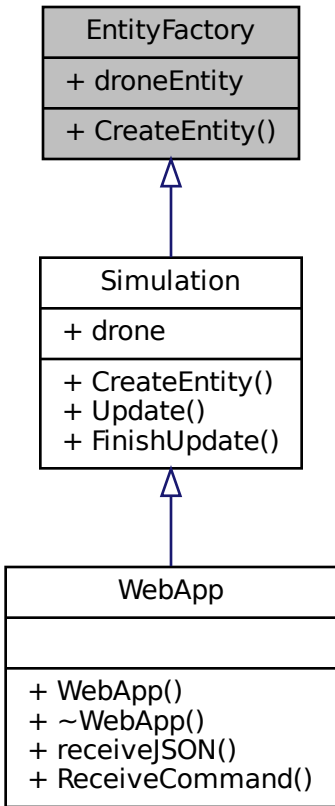 EntityFactory
+ droneEntity
+ CreateEntity()
Simulation
+ drone
+ CreateEntity()
+ Update()
+ FinishUpdate()
WebApp
+ WebApp()
+ ~WebApp()
+ receiveJSON()
+ ReceiveCommand()